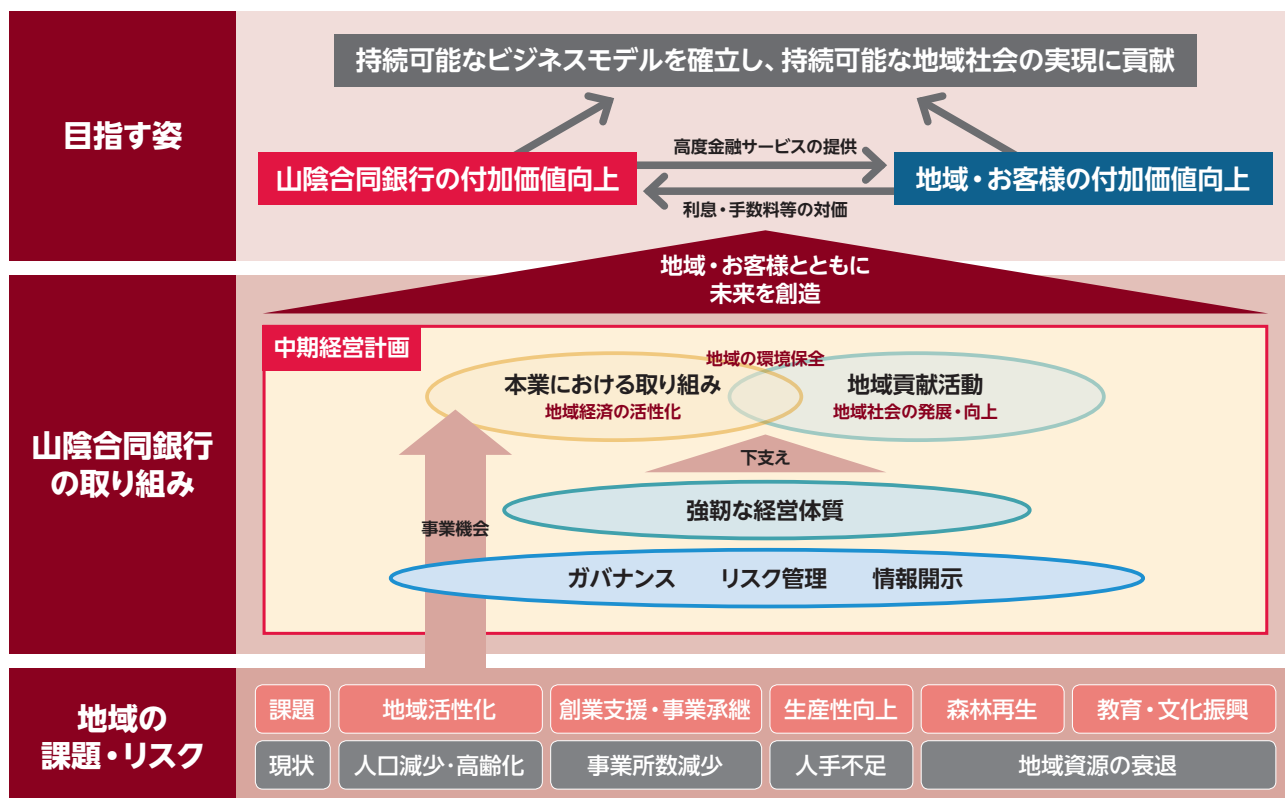 目指す姿
持続可能なビジネスモデルを確立し、持続可能な地域社会の実現に貢献
高度金融サービスの提供
山陰合同銀行の付加価値向上
地域・お客様の付加価値向上
利息・手数料等の対価
地域・お客様とともに
未来を創造
山陰合同銀行
の取り組み
中期経営計画
地域の環境保全
本業における取り組み
地域経済の活性化
地域貢献活動
地域社会の発展・向上
下支え
強靭な経営体質
事業機会
ガバナンス リスク管理 情報開示
地域の
課題・リスク
課題 地域活性化 創業支援・事業承継 生産性向上 森林再生 教育・文化振興
現状 人口減少・高齢化 事業所数減少 人手不足 地域資源の衰退